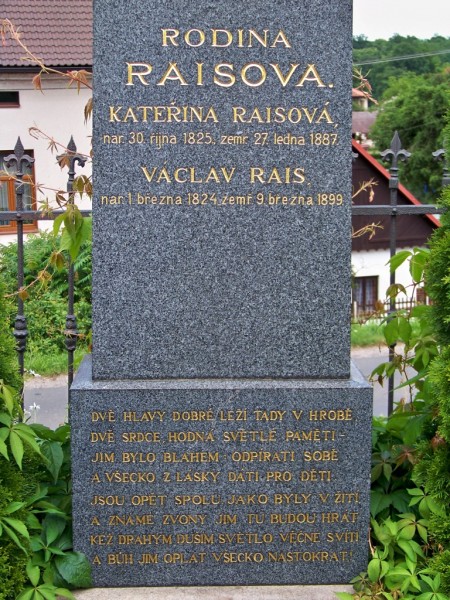 RODINA
RAISOVA.
KATEŘINA RAISOVÁ
nar. 30. října 1825. zemř. 27. ledna 1887.
VÁCLAV RAIS.
nar. 1. března 1824. zemř. 9. března 1899.
DVĚ HLAVY DOBRÉ LEŽÍ TADY V HROBĚ
DVĚ SRDCE, HODNÁ SVĚTLÉ PAMĚTI –
JIM BYLO BLAHEM: ODPÍRATI SOBĚ
A VŠECKO Z LÁSKY DÁTI PRO DĚTI.
JSOU OPĚT SPOLU JAKO BYLY V ŽITÍ
A ZNÁMÉ ZVONY JIM TU BUDOU HRÁT
KÉŽ DRAHÝM DUŠÍM SVĚTLO VĚČNÉ SVÍTÍ
A BŮH JIM OPLAŤ VŠECKO NASTOKRÁT!